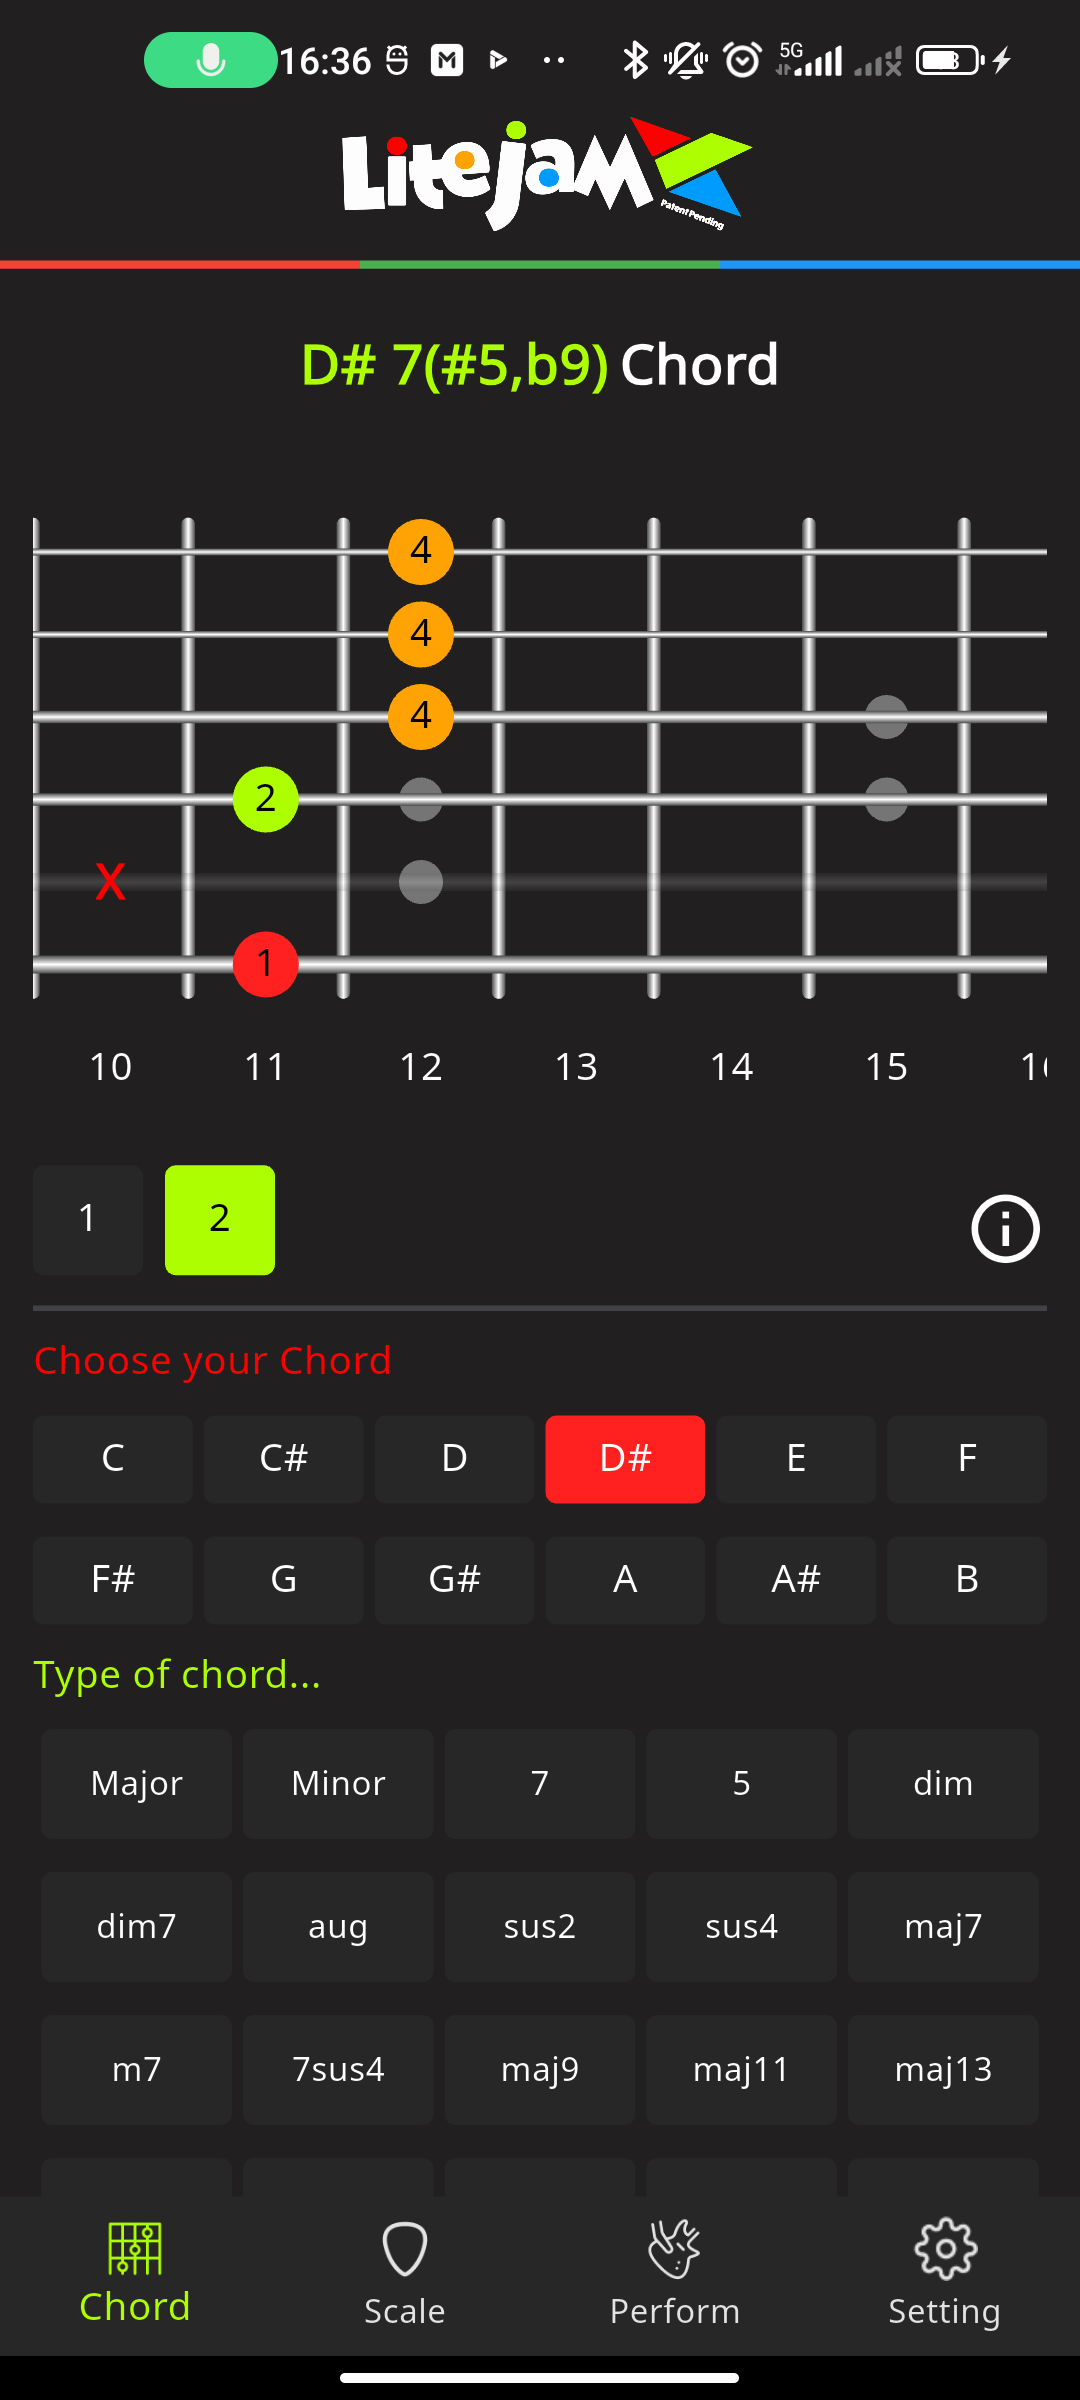 16:36 5G
Litejam
Patent Pending
D# 7(#5,b9) Chord
4
4
4
2
X
1
10 11 12 13 14 15
1 2
Choose your Chord
C C# D D# E F
F# G G# A A# B
Type of chord...
Major Minor 7 5 dim
dim7 aug sus2 sus4 maj7
m7 7sus4 maj9 maj11 maj13
Chord Scale Perform Setting